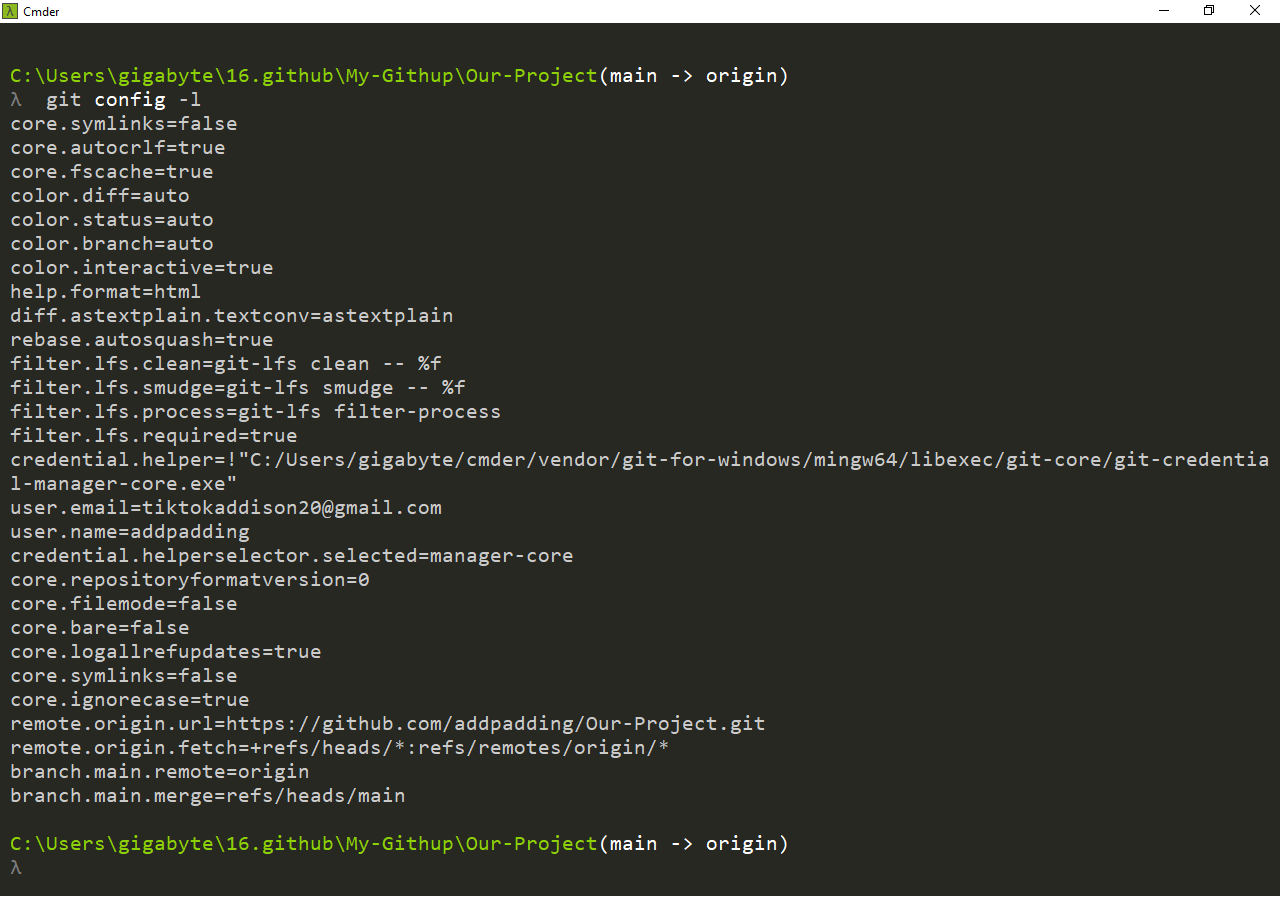 λ Cmder
C:\Users\gigabyte\16.github\My-Githup\Our-Project(main -> origin)
λ  git config -l
core.symlinks=false
core.autocrlf=true
core.fscache=true
color.diff=auto
color.status=auto
color.branch=auto
color.interactive=true
help.format=html
diff.astextplain.textconv=astextplain
rebase.autosquash=true
filter.lfs.clean=git-lfs clean -- %f
filter.lfs.smudge=git-lfs smudge -- %f
filter.lfs.process=git-lfs filter-process
filter.lfs.required=true
credential.helper=!"C:/Users/gigabyte/cmder/vendor/git-for-windows/mingw64/libexec/git-core/git-credentia
l-manager-core.exe"
user.email=tiktokaddison20@gmail.com
user.name=addpadding
credential.helperselector.selected=manager-core
core.repositoryformatversion=0
core.filemode=false
core.bare=false
core.logallrefupdates=true
core.symlinks=false
core.ignorecase=true
remote.origin.url=https://github.com/addpadding/Our-Project.git
remote.origin.fetch=+refs/heads/*:refs/remotes/origin/*
branch.main.remote=origin
branch.main.merge=refs/heads/main
C:\Users\gigabyte\16.github\My-Githup\Our-Project(main -> origin)
λ